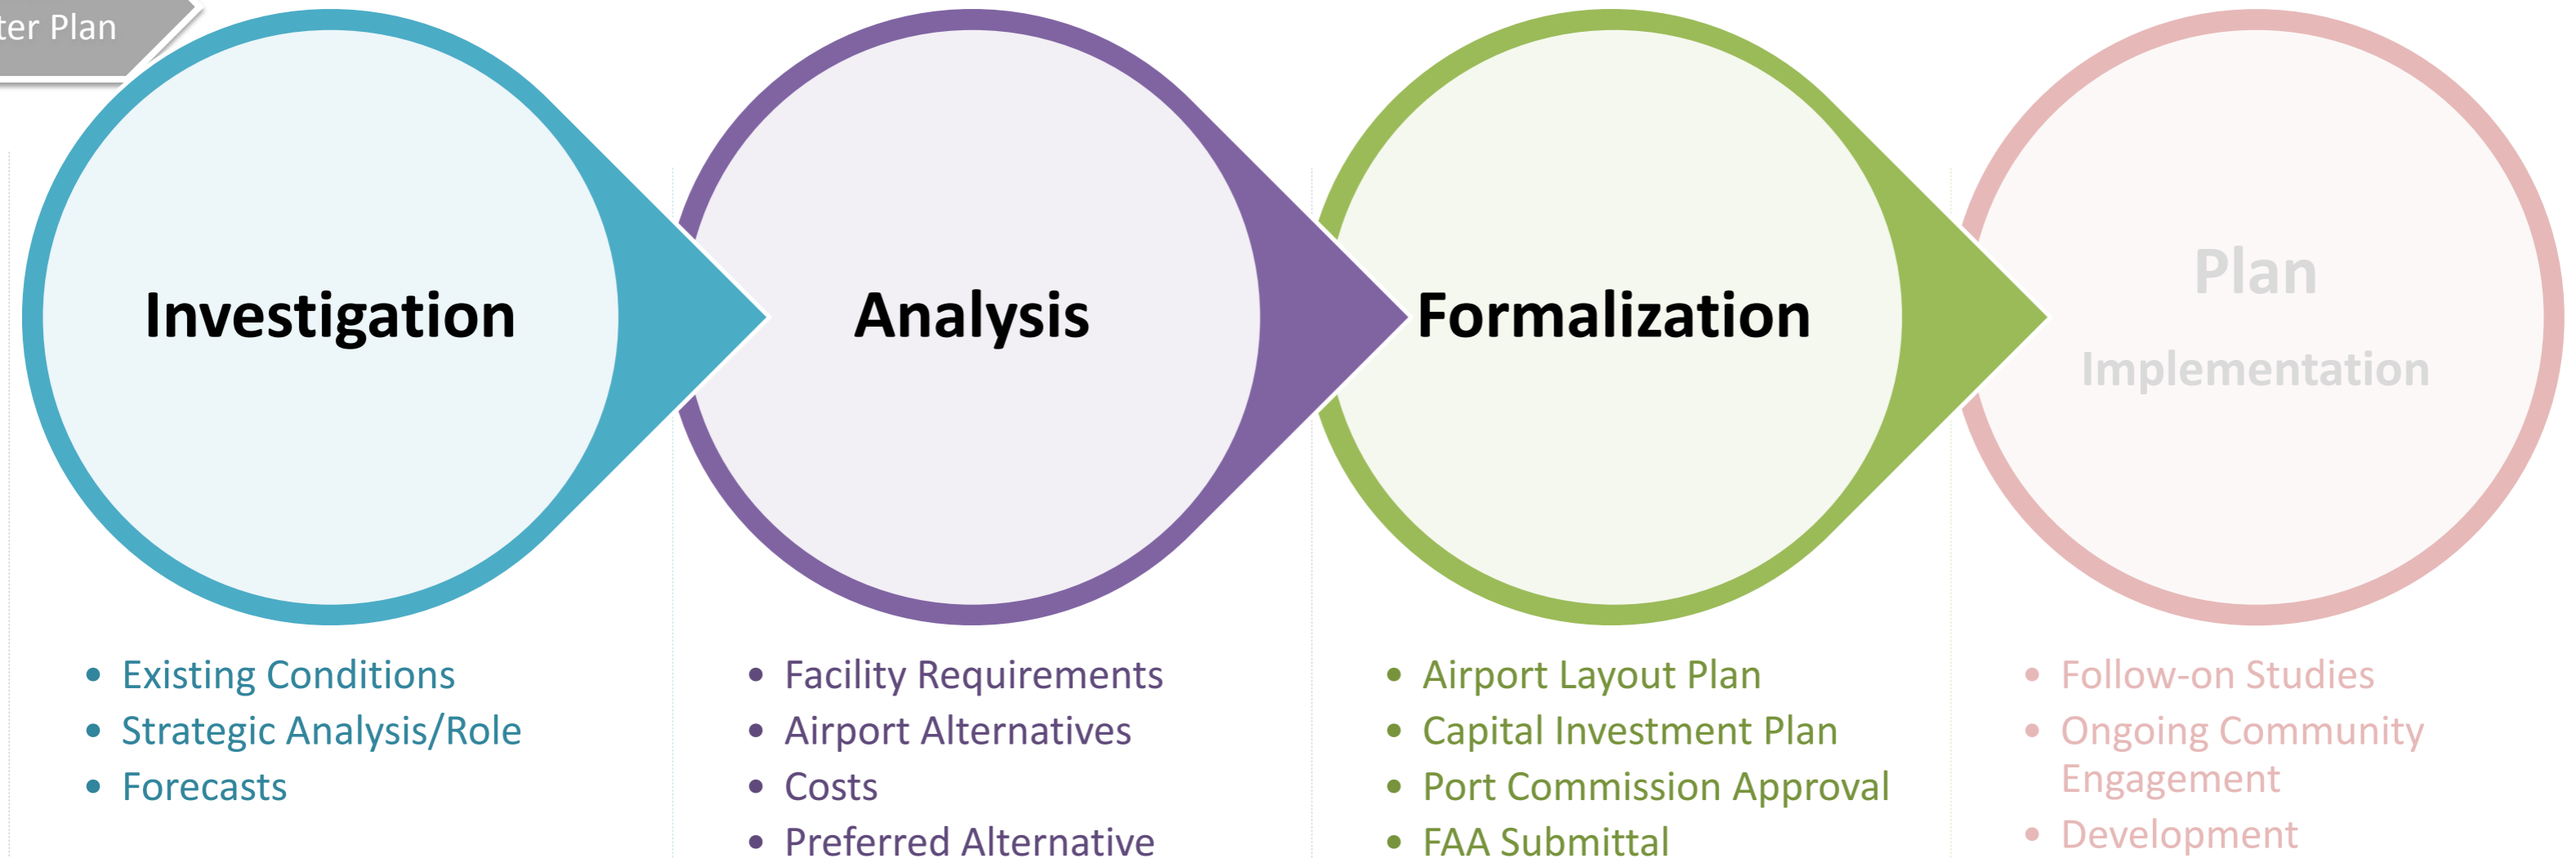 Plan
Investigation
Analysis
Formalization
Plan
Implementation
• Existing Conditions
• Strategic Analysis/Role
• Forecasts
• Facility Requirements
• Airport Alternatives
• Costs
• Preferred Alternative
• Airport Layout Plan
• Capital Investment Plan
• Port Commission Approval
• FAA Submittal
• Follow-on Studies
• Ongoing Community
Engagement
• Development